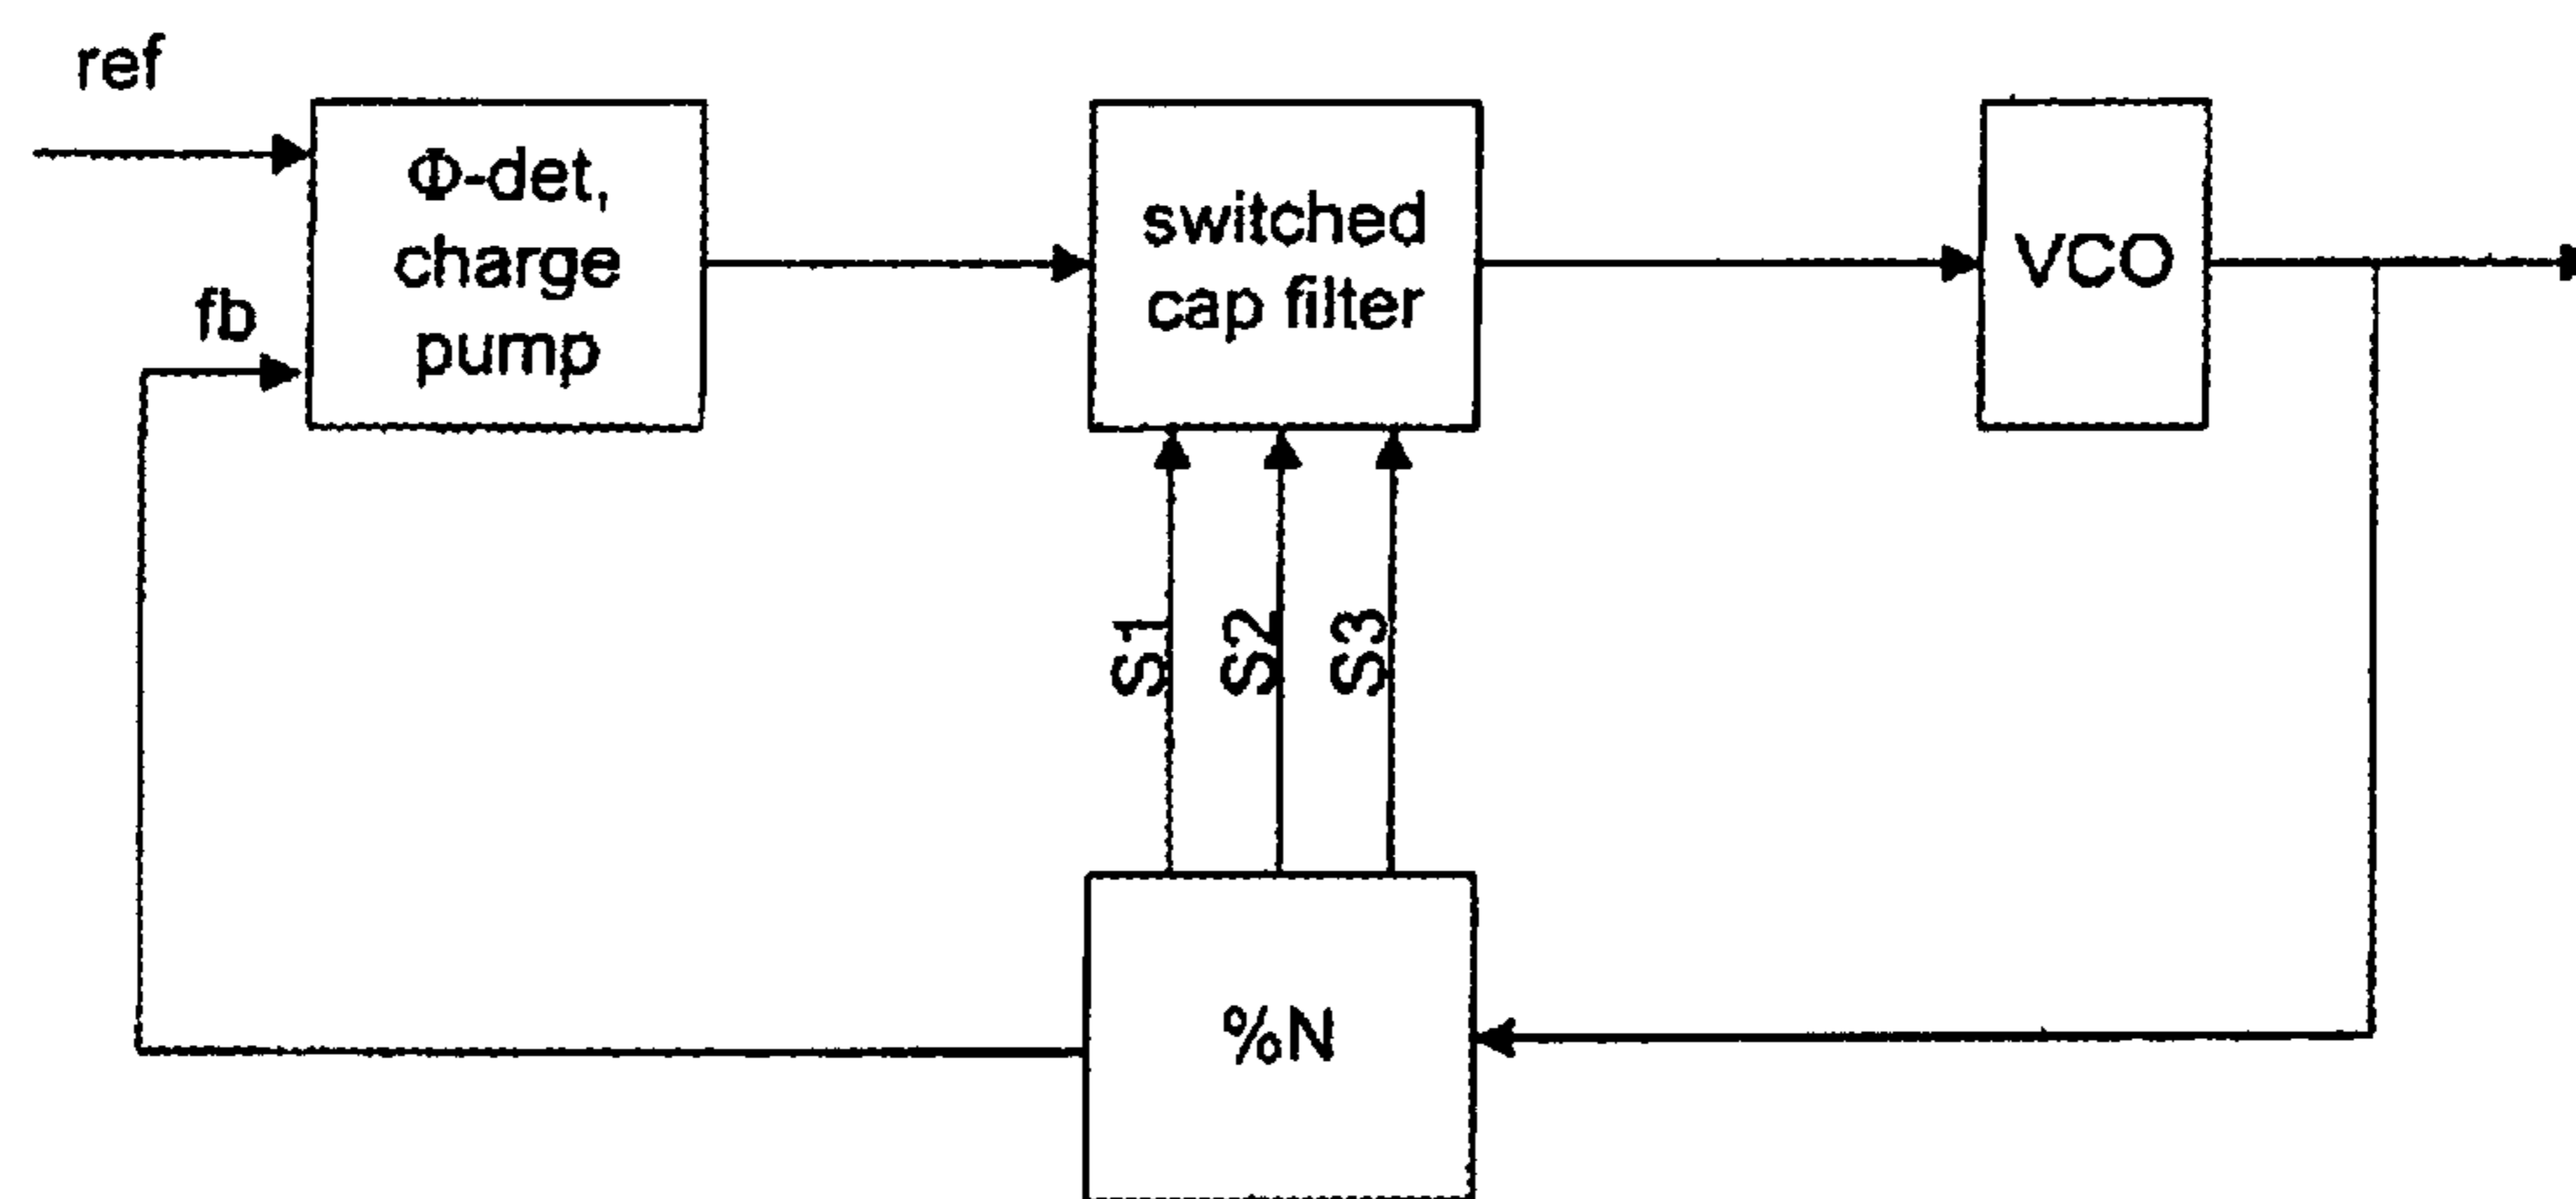 ref
Φ-det,
charge
pump
fb
switched
cap filter
VCO
S1
S2
S3
%N